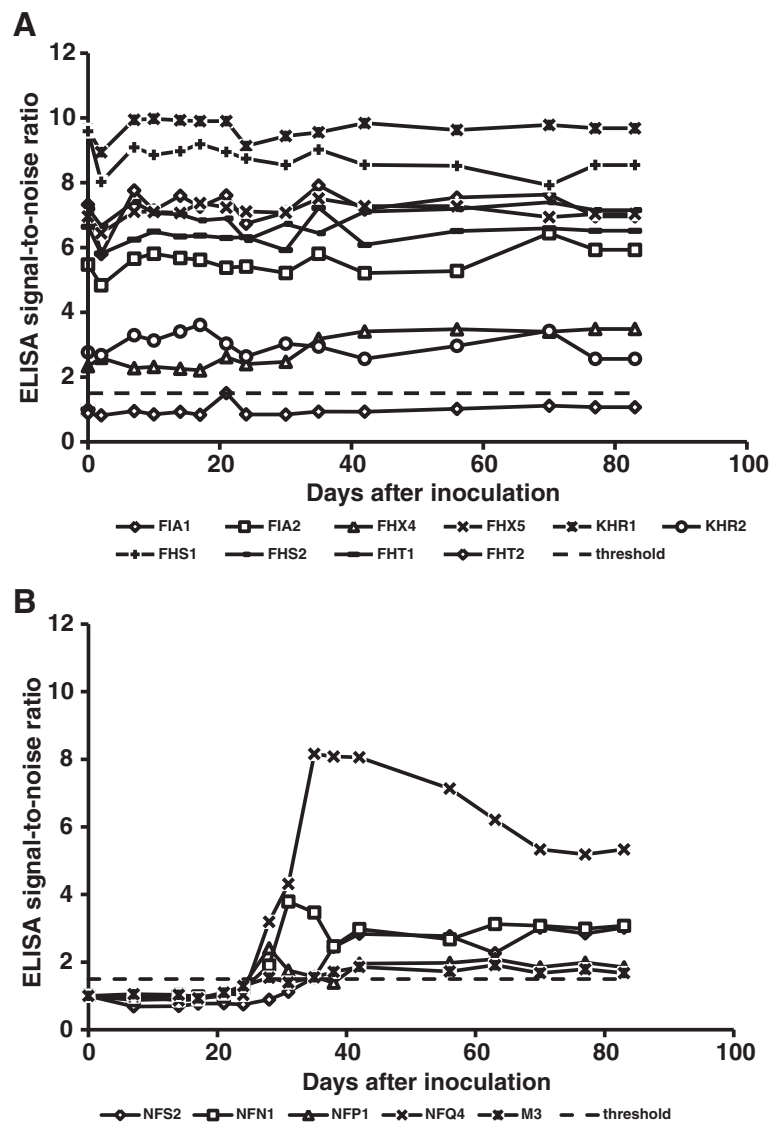 A
12
10
8
6
4
2
0
ELISA signal-to-noise ratio
0 20 40 60 80 100
Days after inoculation
FIA1 FIA2 FHX4 FHX5 KHR1 KHR2
FHS1 FHS2 FHT1 FHT2 threshold
B
12
10
8
6
4
2
0
ELISA signal-to-noise ratio
0 20 40 60 80 100
Days after inoculation
NFS2 NFN1 NFP1 NFQ4 M3 threshold